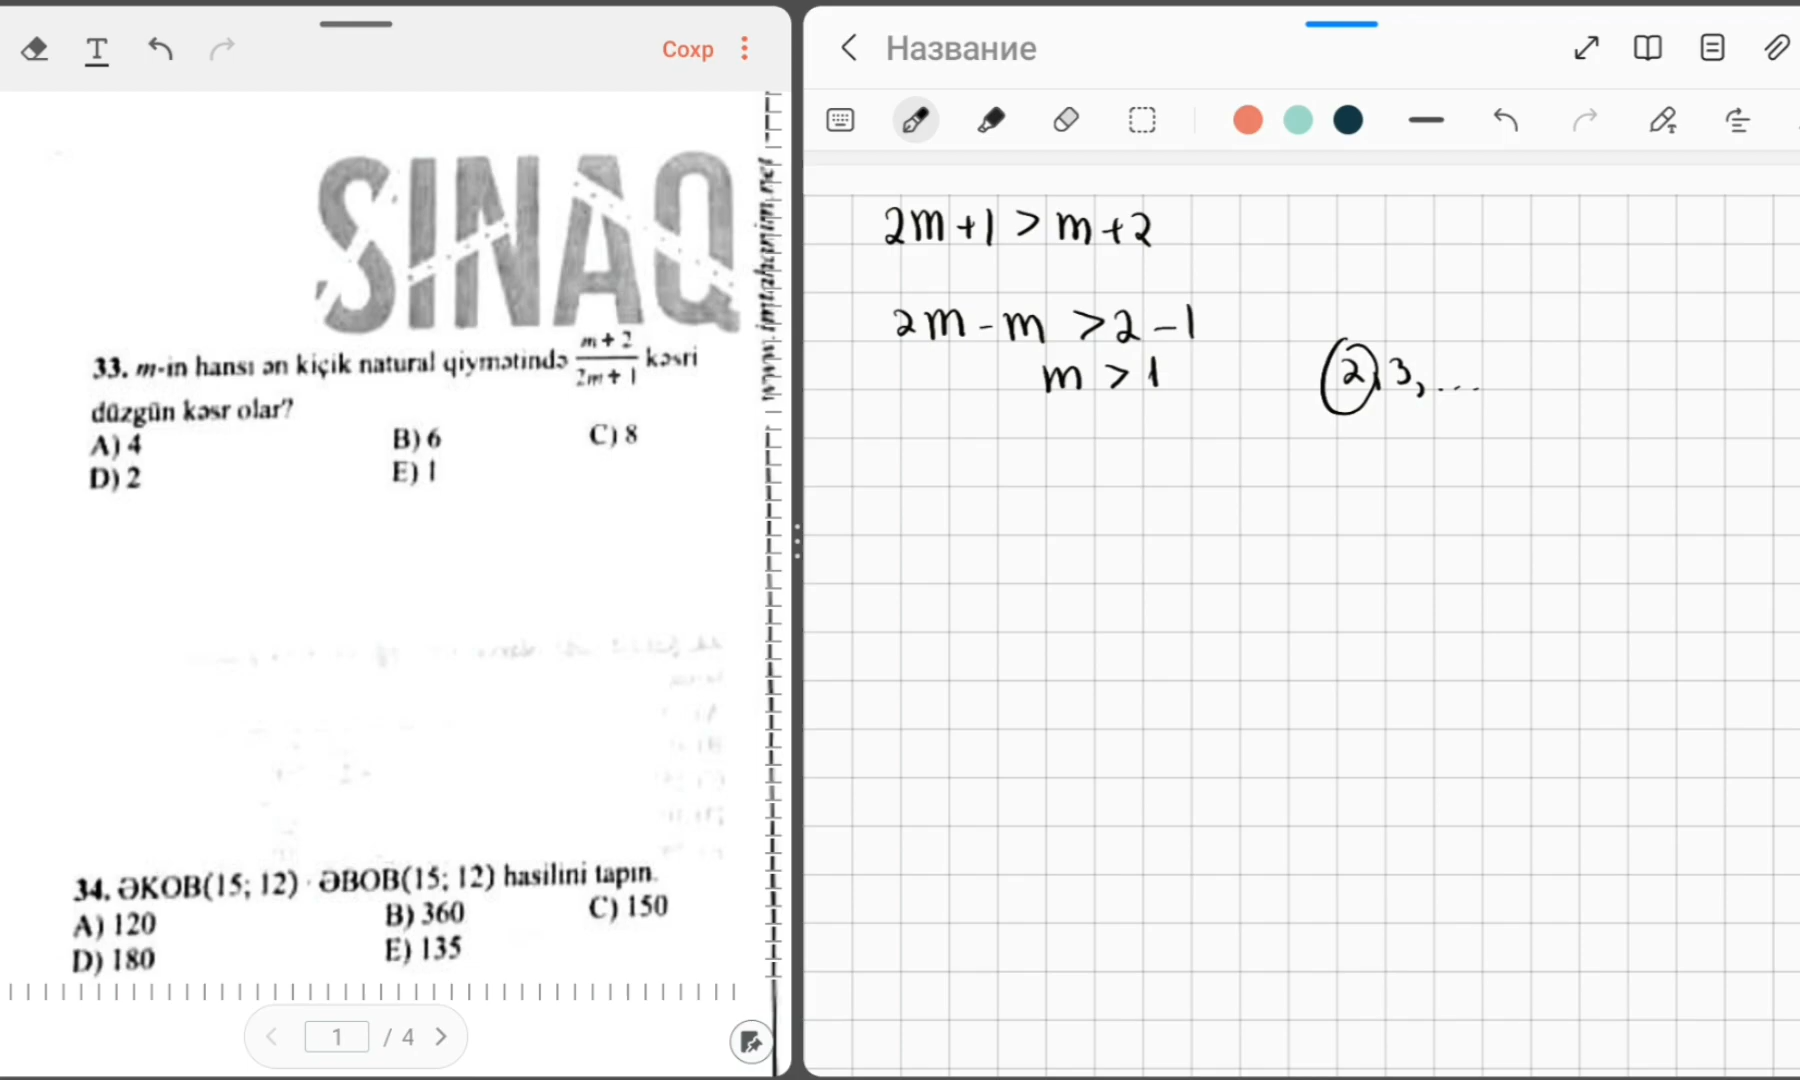 Сохр
SINAQ
www.imtahanim.net
33. m-in hansı ən kiçik natural qiymətində m + 2 / 2m + 1 kəsri
düzgün kəsr olar?
A) 4 B) 6 C) 8
D) 2 E) 1
34. ƏKOB(15; 12) · ƏBOB(15; 12) hasilini tapın.
A) 120 B) 360 C) 150
D) 180 E) 135
1 / 4
Название
2m+1 > m+2
2m - m > 2 - 1
m > 1
2, 3, ...